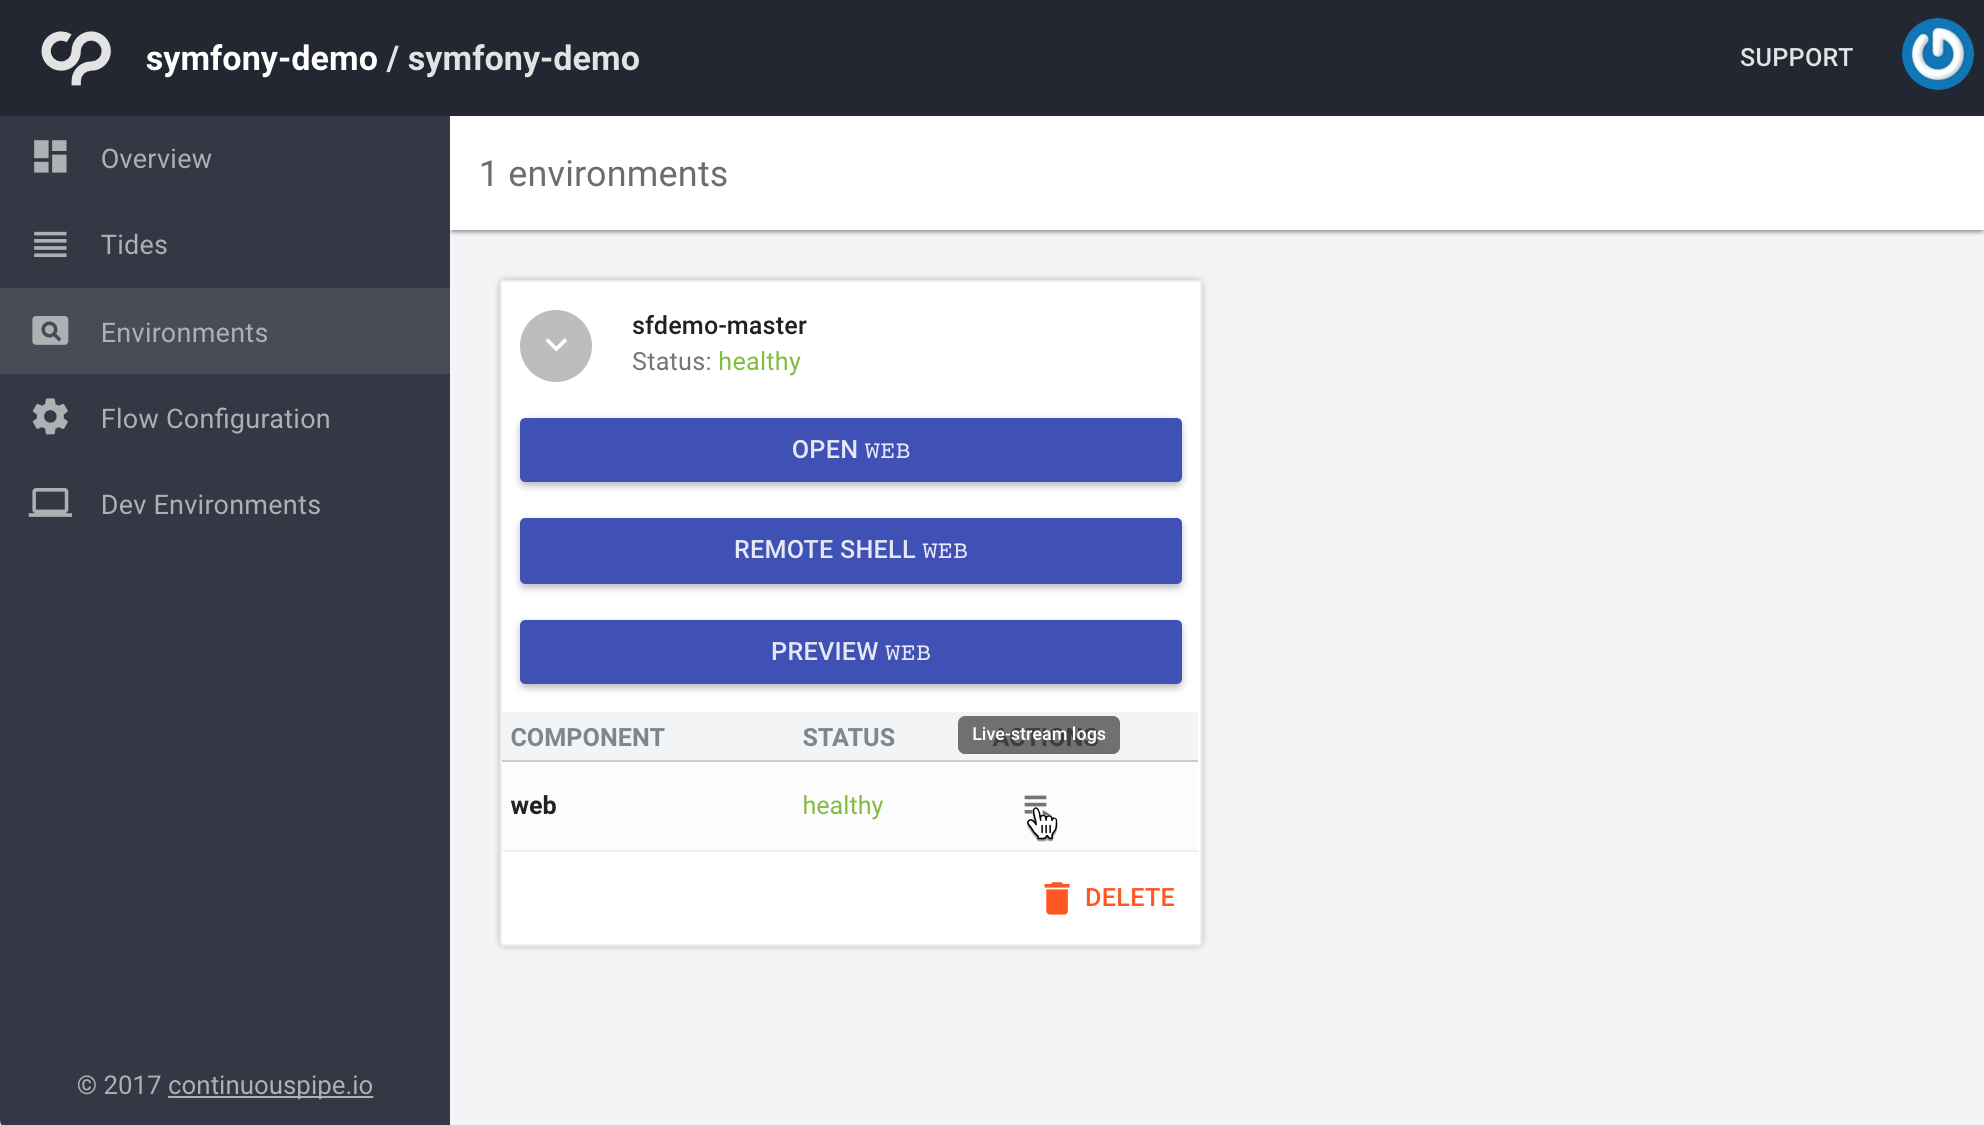 symfony-demo / symfony-demo
SUPPORT
Overview
Tides
Environments
Flow Configuration
Dev Environments
© 2017 continuouspipe.io
1 environments
sfdemo-master
Status: healthy
OPEN WEB
REMOTE SHELL WEB
PREVIEW WEB
COMPONENT STATUS ACTIONS
Live-stream logs
web healthy
DELETE